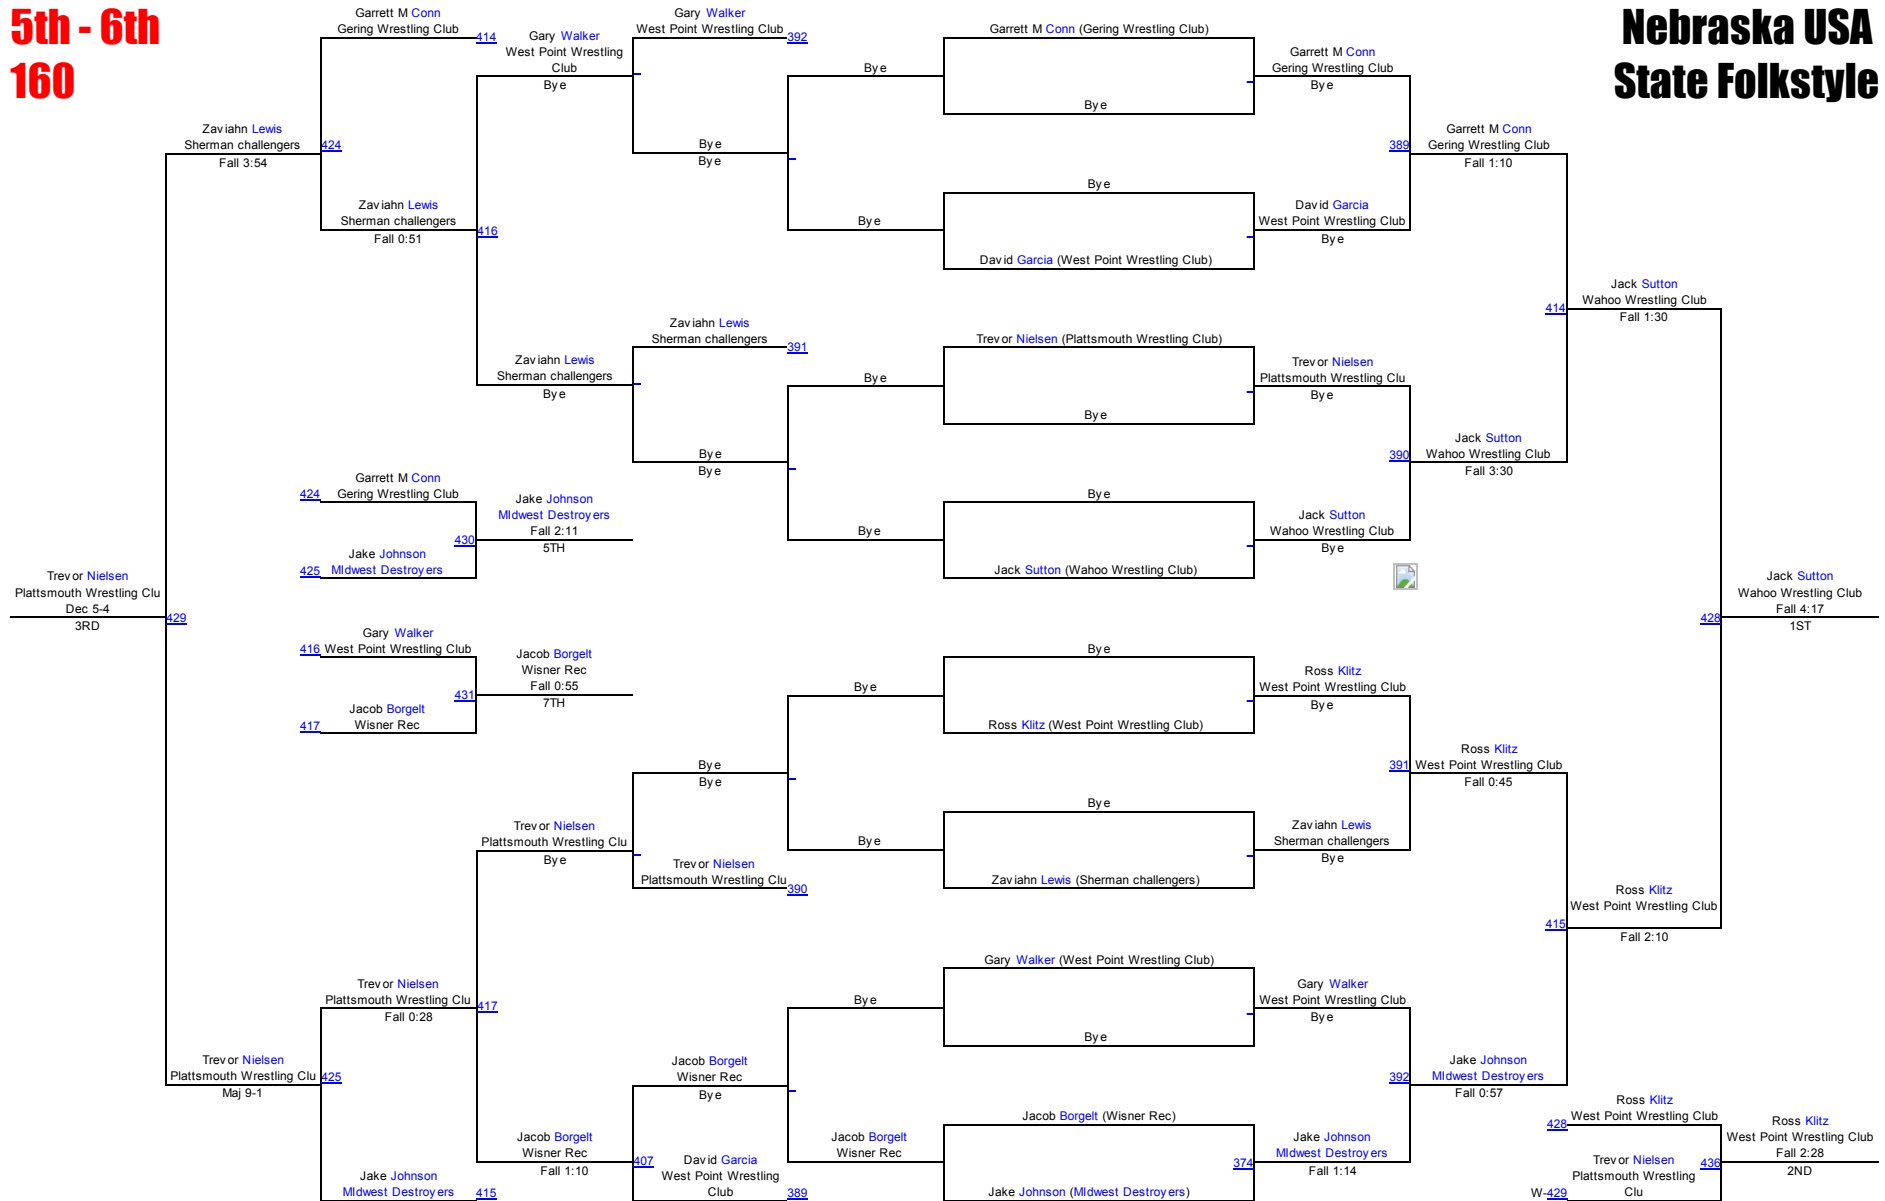 5th - 6th
160
Nebraska USA
State Folkstyle
Garrett M Conn
Gering Wrestling Club
414
Zaviahn Lewis
Sherman challengers
Fall 3:54
424
Zaviahn Lewis
Sherman challengers
Fall 0:51
416
Gary Walker
West Point Wrestling
Club
Bye
Gary Walker
West Point Wrestling Club
392
Bye
Bye
Bye
Bye
Zaviahn Lewis
Sherman challengers
Bye
Zaviahn Lewis
Sherman challengers
391
Bye
Bye
Bye
Bye
Garrett M Conn (Gering Wrestling Club)
Bye
Garrett M Conn
Gering Wrestling Club
Bye
Bye
David Garcia (West Point Wrestling Club)
David Garcia
West Point Wrestling Club
Bye
389
Garrett M Conn
Gering Wrestling Club
Fall 1:10
Trevor Nielsen (Plattsmouth Wrestling Club)
Bye
Trevor Nielsen
Plattsmouth Wrestling Clu
Bye
Bye
Jack Sutton (Wahoo Wrestling Club)
Jack Sutton
Wahoo Wrestling Club
Bye
390
Jack Sutton
Wahoo Wrestling Club
Fall 3:30
414
Jack Sutton
Wahoo Wrestling Club
Fall 1:30
424
Garrett M Conn
Gering Wrestling Club
425
Jake Johnson
MIdwest Destroyers
430
Jake Johnson
MIdwest Destroyers
Fall 2:11
5TH
Trevor Nielsen
Plattsmouth Wrestling Clu
Dec 5-4
3RD
429
416
Gary Walker
West Point Wrestling Club
417
Jacob Borgelt
Wisner Rec
431
Jacob Borgelt
Wisner Rec
Fall 0:55
7TH
428
Jack Sutton
Wahoo Wrestling Club
Fall 4:17
1ST
Bye
Bye
Bye
Bye
Trevor Nielsen
Plattsmouth Wrestling Clu
Bye
Trevor Nielsen
Plattsmouth Wrestling Clu
390
Bye
Ross Klitz (West Point Wrestling Club)
Ross Klitz
West Point Wrestling Club
Bye
Bye
Zaviahn Lewis (Sherman challengers)
Zaviahn Lewis
Sherman challengers
Bye
391
Ross Klitz
West Point Wrestling Club
Fall 0:45
415
Ross Klitz
West Point Wrestling Club
Fall 2:10
Gary Walker (West Point Wrestling Club)
Bye
Bye
Gary Walker
West Point Wrestling Club
Bye
Jacob Borgelt (Wisner Rec)
374
Jake Johnson (MIdwest Destroyers)
Jake Johnson
MIdwest Destroyers
Fall 1:14
392
Jake Johnson
MIdwest Destroyers
Fall 0:57
Trevor Nielsen
Plattsmouth Wrestling Clu
Fall 0:28
417
Trevor Nielsen
Plattsmouth Wrestling Clu
Maj 9-1
425
Jacob Borgelt
Wisner Rec
Bye
Jacob Borgelt
Wisner Rec
Jacob Borgelt
Wisner Rec
Fall 1:10
407
David Garcia
West Point Wrestling
Club
389
Jake Johnson
MIdwest Destroyers
415
428
Ross Klitz
West Point Wrestling Club
W-429
Trevor Nielsen
Plattsmouth Wrestling
Clu
436
Ross Klitz
West Point Wrestling Club
Fall 2:28
2ND